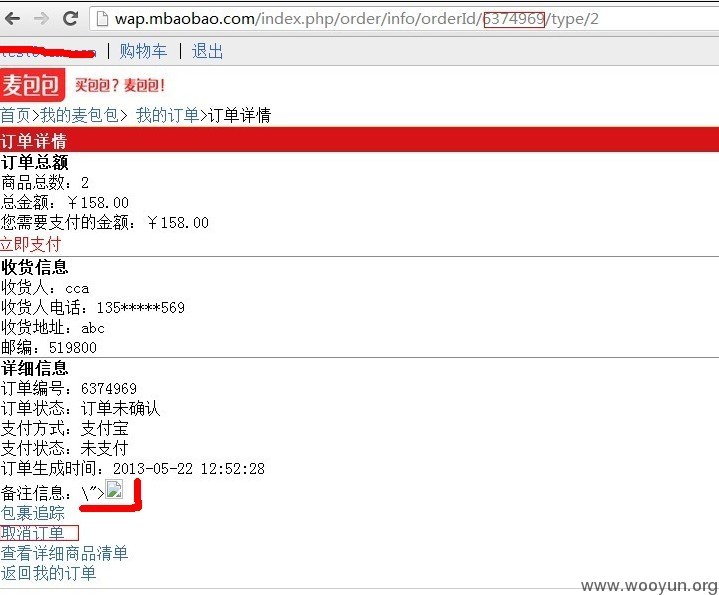 wap.mbaobao.com/index.php/order/info/orderId/6374969/type/2
| 购物车 | 退出
麦包包 买包包?麦包包!
首页>我的麦包包> 我的订单>订单详情
订单详情
订单总额
商品总数: 2
总金额: ¥158.00
您需要支付的金额: ¥158.00
立即支付
收货信息
收货人: cca
收货人电话: 135*****569
收货地址: abc
邮编: 519800
详细信息
订单编号: 6374969
订单状态: 订单未确认
支付方式: 支付宝
支付状态: 未支付
订单生成时间: 2013-05-22 12:52:28
备注信息: \">
包裹追踪
取消订单
查看详细商品清单
返回我的订单
www.wooyun.org